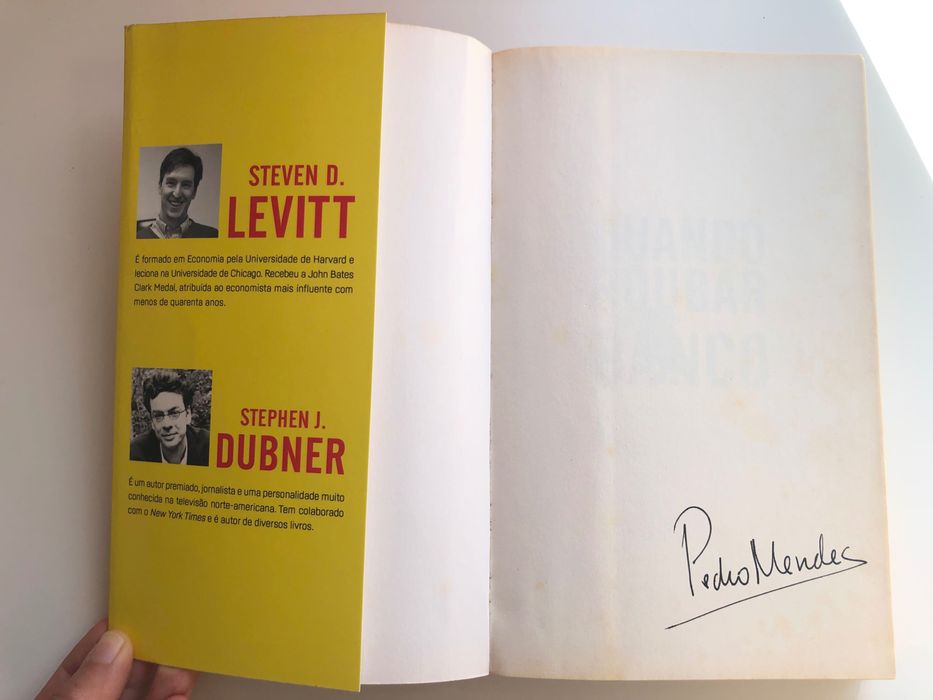 STEVEN D.
LEVITT
É formado em Economia pela Universidade de Harvard e
leciona na Universidade de Chicago. Recebeu a John Bates
Clark Medal, atribuída ao economista mais influente com
menos de quarenta anos.
STEPHEN J.
DUBNER
É um autor premiado, jornalista e uma personalidade muito
conhecida na televisão norte-americana. Tem colaborado
com o New York Times e é autor de diversos livros.
Pedro Mendes